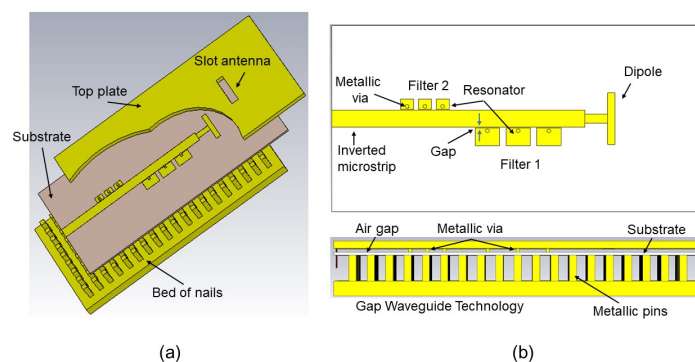 Slot antenna
Top plate
Substrate
Bed of nails
(a)
Metallic
via
Filter 2
Resonator
Dipole
Inverted
microstrip
Gap
Filter 1
Air gap
Metallic via
Substrate
Gap Waveguide Technology
Metallic pins
(b)